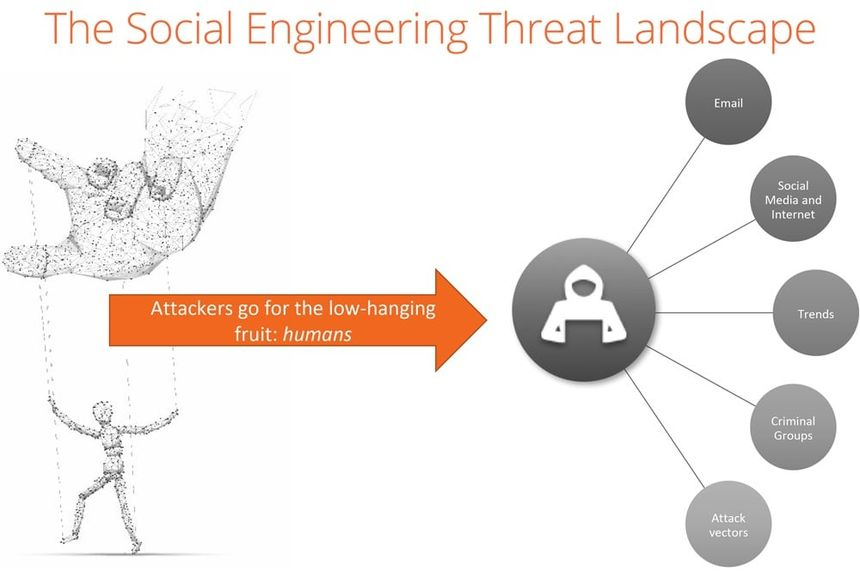 The Social Engineering Threat Landscape
Email
Social
Media and
Internet
Attackers go for the low-hanging
fruit: humans
Trends
Criminal
Groups
Attack
vectors